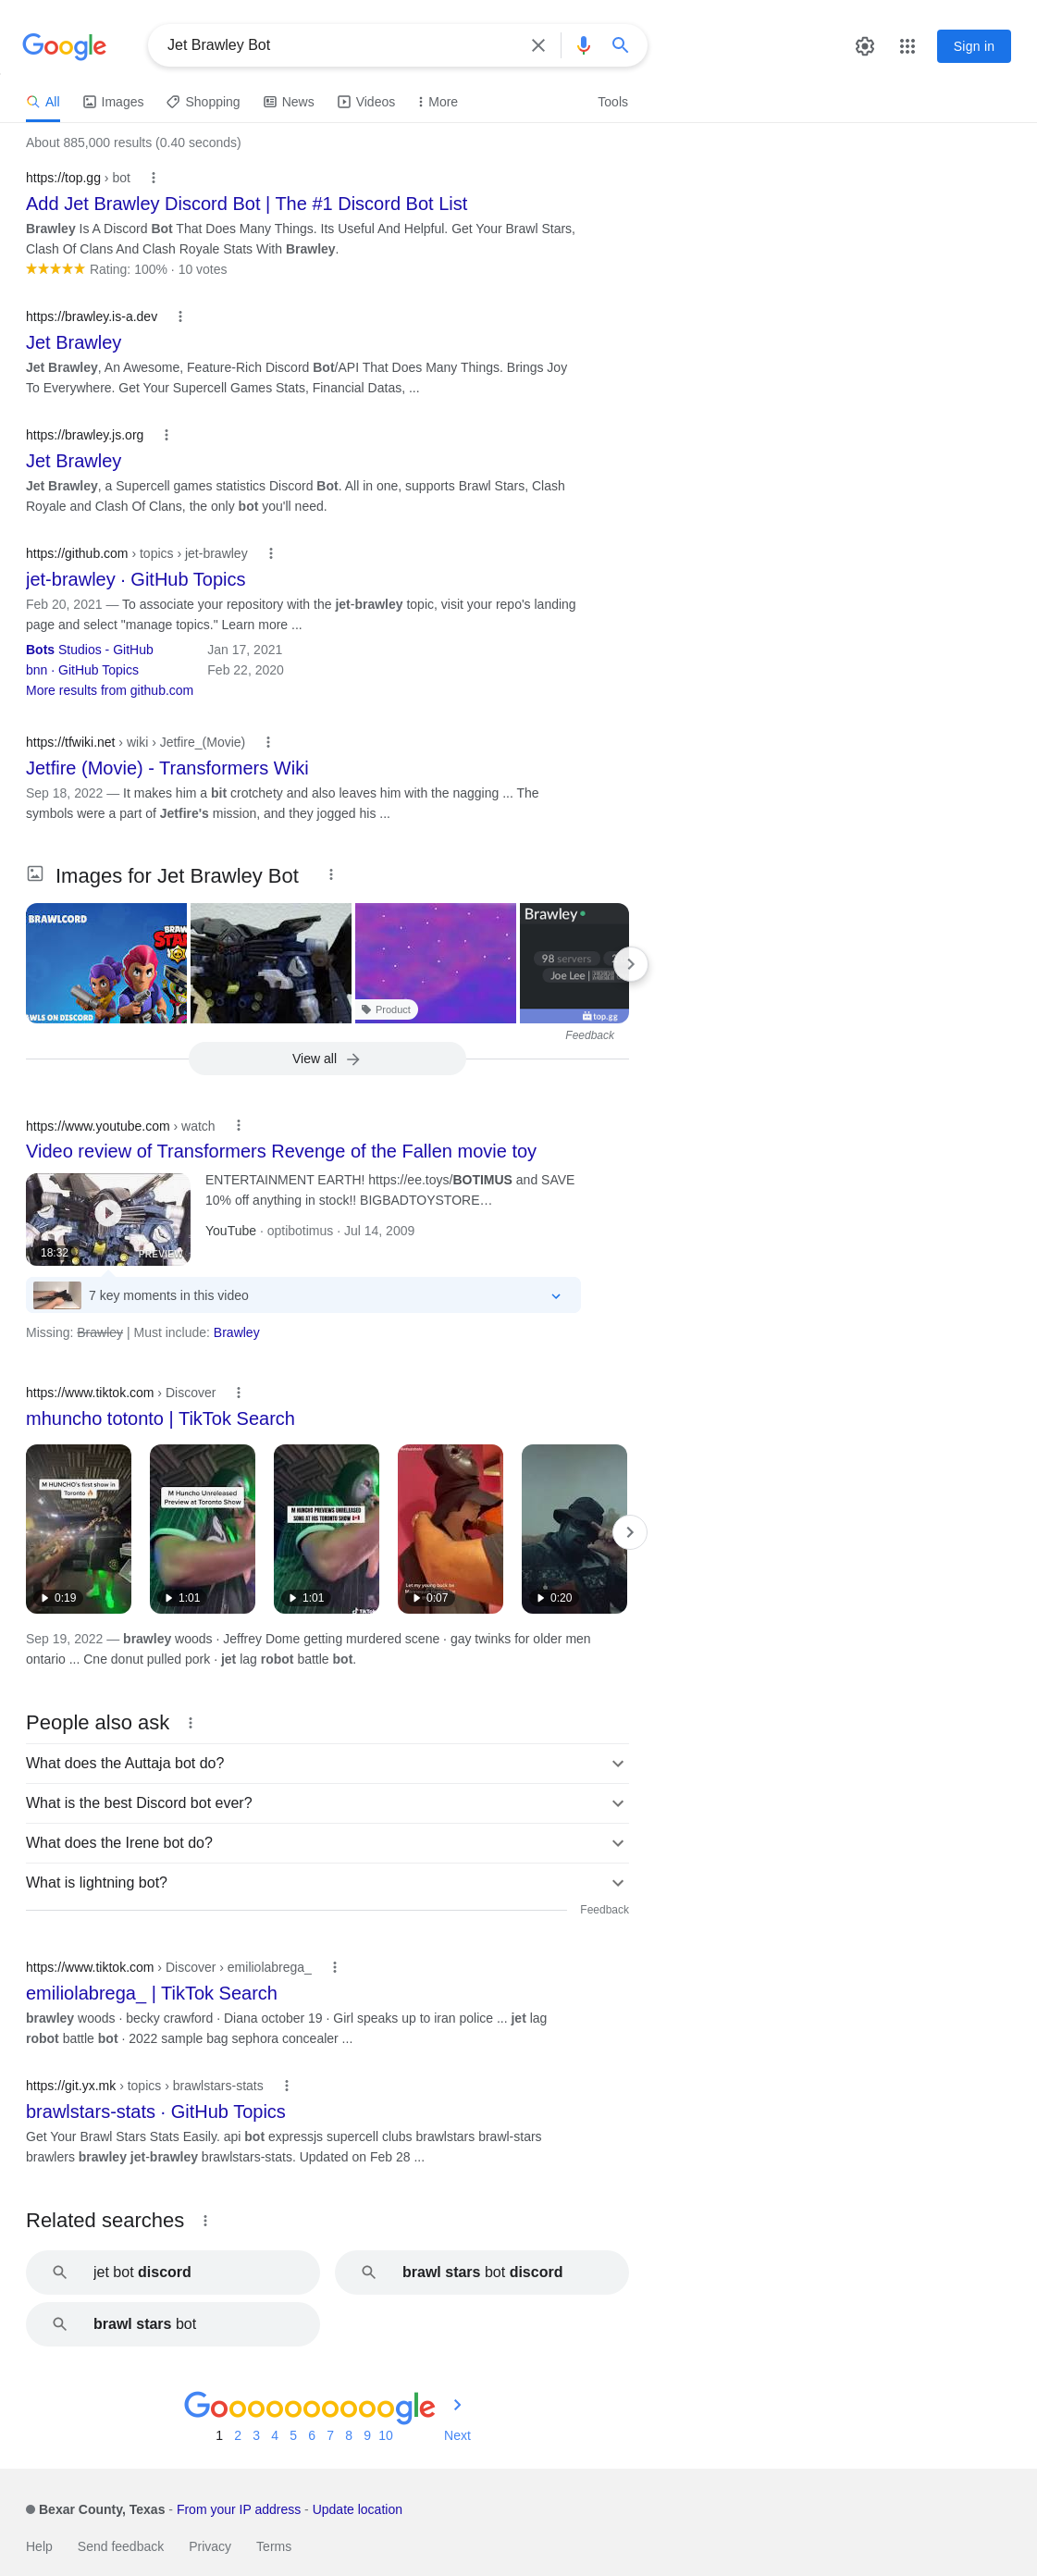 Google
Jet Brawley Bot
Sign in
All
Images
Shopping
News
Videos
More
Tools
About 885,000 results (0.40 seconds)
https://top.gg › bot
Add Jet Brawley Discord Bot | The #1 Discord Bot List
Brawley Is A Discord Bot That Does Many Things. Its Useful And Helpful. Get Your Brawl Stars,
Clash Of Clans And Clash Royale Stats With Brawley.
Rating: 100% · 10 votes
https://brawley.is-a.dev
Jet Brawley
Jet Brawley, An Awesome, Feature-Rich Discord Bot/API That Does Many Things. Brings Joy
To Everywhere. Get Your Supercell Games Stats, Financial Datas, ...
https://brawley.js.org
Jet Brawley
Jet Brawley, a Supercell games statistics Discord Bot. All in one, supports Brawl Stars, Clash
Royale and Clash Of Clans, the only bot you'll need.
https://github.com › topics › jet-brawley
jet-brawley · GitHub Topics
Feb 20, 2021 — To associate your repository with the jet-brawley topic, visit your repo's landing
page and select "manage topics." Learn more ...
Bots Studios - GitHub Jan 17, 2021
bnn · GitHub Topics Feb 22, 2020
More results from github.com
https://tfwiki.net › wiki › Jetfire_(Movie)
Jetfire (Movie) - Transformers Wiki
Sep 18, 2022 — It makes him a bit crotchety and also leaves him with the nagging ... The
symbols were a part of Jetfire's mission, and they jogged his ...
Images for Jet Brawley Bot
BRAWLCORD
BRAW
STA
AWLS ON DISCORD
Product
Brawley
98 servers
Joe Lee |
top.gg
Feedback
View all
https://www.youtube.com › watch
Video review of Transformers Revenge of the Fallen movie toy
ENTERTAINMENT EARTH! https://ee.toys/BOTIMUS and SAVE
10% off anything in stock!! BIGBADTOYSTORE…
YouTube · optibotimus · Jul 14, 2009
18:32
PREVIEW
7 key moments in this video
Missing: Brawley | Must include: Brawley
https://www.tiktok.com › Discover
mhuncho totonto | TikTok Search
M HUNCHO's first show in
Toronto
0:19
M Huncho Unreleased
Preview at Toronto Show
1:01
M HUNCHO PREVIEWS UNRELEASED
SONG AT HIS TORONTO SHOW
1:01
TikTok
Let my young buck do
0:07
0:20
Sep 19, 2022 — brawley woods · Jeffrey Dome getting murdered scene · gay twinks for older men
ontario ... Cne donut pulled pork · jet lag robot battle bot.
People also ask
What does the Auttaja bot do?
What is the best Discord bot ever?
What does the Irene bot do?
What is lightning bot?
Feedback
https://www.tiktok.com › Discover › emiliolabrega_
emiliolabrega_ | TikTok Search
brawley woods · becky crawford · Diana october 19 · Girl speaks up to iran police ... jet lag
robot battle bot · 2022 sample bag sephora concealer ...
https://git.yx.mk › topics › brawlstars-stats
brawlstars-stats · GitHub Topics
Get Your Brawl Stars Stats Easily. api bot expressjs supercell clubs brawlstars brawl-stars
brawlers brawley jet-brawley brawlstars-stats. Updated on Feb 28 ...
Related searches
jet bot discord
brawl stars bot discord
brawl stars bot
Goooooooooogle
1 2 3 4 5 6 7 8 9 10 Next
Bexar County, Texas - From your IP address - Update location
Help Send feedback Privacy Terms